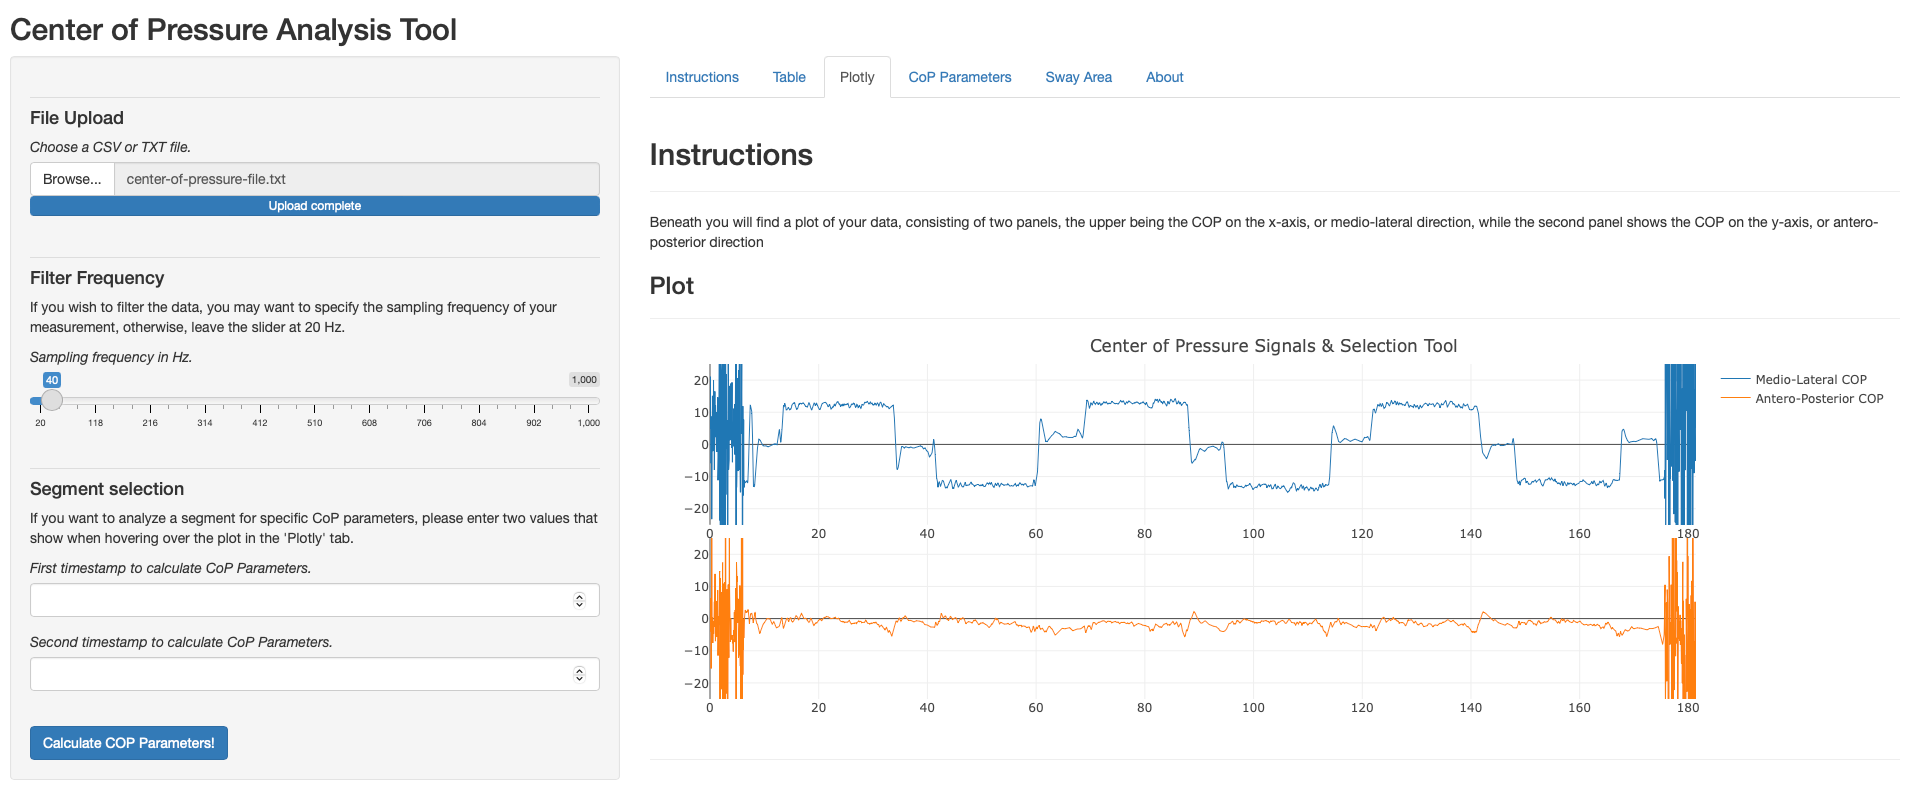 Center of Pressure Analysis Tool
File Upload
Choose a CSV or TXT file.
Browse...
center-of-pressure-file.txt
Upload complete
Filter Frequency
If you wish to filter the data, you may want to specify the sampling frequency of your
measurement, otherwise, leave the slider at 20 Hz.
Sampling frequency in Hz.
40
1,000
20 118 216 314 412 510 608 706 804 902 1,000
Segment selection
If you want to analyze a segment for specific CoP parameters, please enter two values that
show when hovering over the plot in the 'Plotly' tab.
First timestamp to calculate CoP Parameters.
Second timestamp to calculate CoP Parameters.
Calculate COP Parameters!
Instructions Table Plotly CoP Parameters Sway Area About
Instructions
Beneath you will find a plot of your data, consisting of two panels, the upper being the COP on the x-axis, or medio-lateral direction, while the second panel shows the COP on the y-axis, or antero-
posterior direction
Plot
Center of Pressure Signals & Selection Tool
20
10
0
−10
−20
0 20 40 60 80 100 120 140 160 180
20
10
0
−10
−20
0 20 40 60 80 100 120 140 160 180
Medio-Lateral COP
Antero-Posterior COP